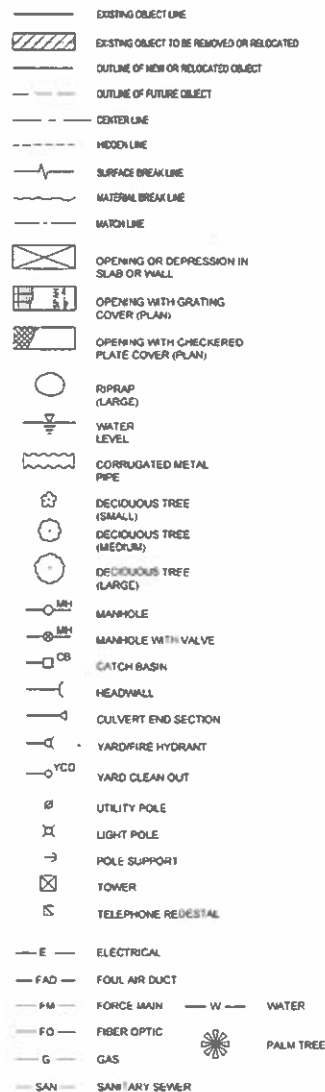 EXISTING OBJECT LINE
EXISTING OBJECT TO BE REMOVED OR RELOCATED
OUTLINE OF NEW OR RELOCATED OBJECT
OUTLINE OF FUTURE OBJECT
CENTER LINE
HIDDEN LINE
SURFACE BREAK LINE
MATERIAL BREAK LINE
MATCH LINE
OPENING OR DEPRESSION IN
SLAB OR WALL
SPAN
OPENING WITH GRATING
COVER (PLAN)
OPENING WITH CHECKERED
PLATE COVER (PLAN)
RIPRAP
(LARGE)
WATER
LEVEL
CORRUGATED METAL
PIPE
DECIDUOUS TREE
(SMALL)
DECIDUOUS TREE
(MEDIUM)
DECIDUOUS TREE
(LARGE)
MH MANHOLE
MH MANHOLE WITH VALVE
CB CATCH BASIN
HEADWALL
CULVERT END SECTION
YARD/FIRE HYDRANT
YCO YARD CLEAN OUT
UTILITY POLE
LIGHT POLE
POLE SUPPORT
TOWER
TELEPHONE REDESTAL
E ELECTRICAL
FAD FOUL AIR DUCT
FM FORCE MAIN W WATER
FO FIBER OPTIC PALM TREE
G GAS
SAN SANITARY SEWER